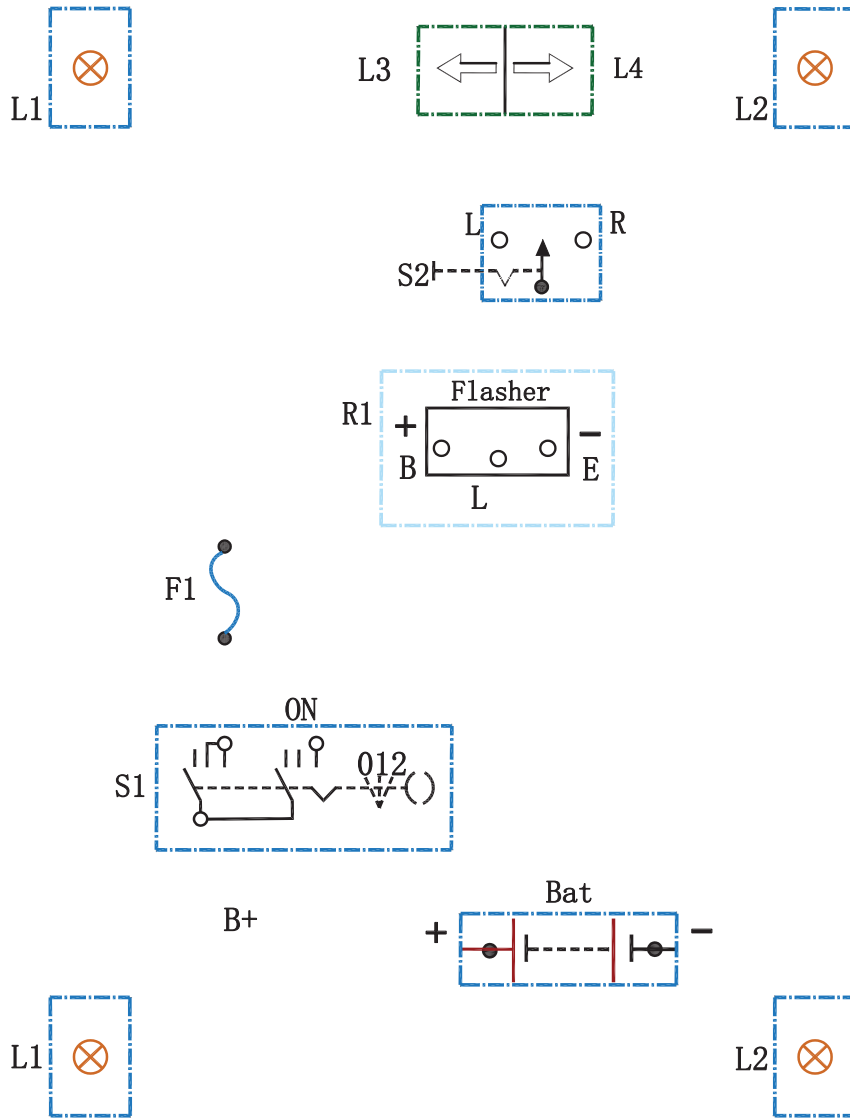 L1
L3
L4
L2
L
R
S2
Flasher
R1
+
−
B
E
L
F1
ON
012
S1
Bat
B+
+
−
L1
L2